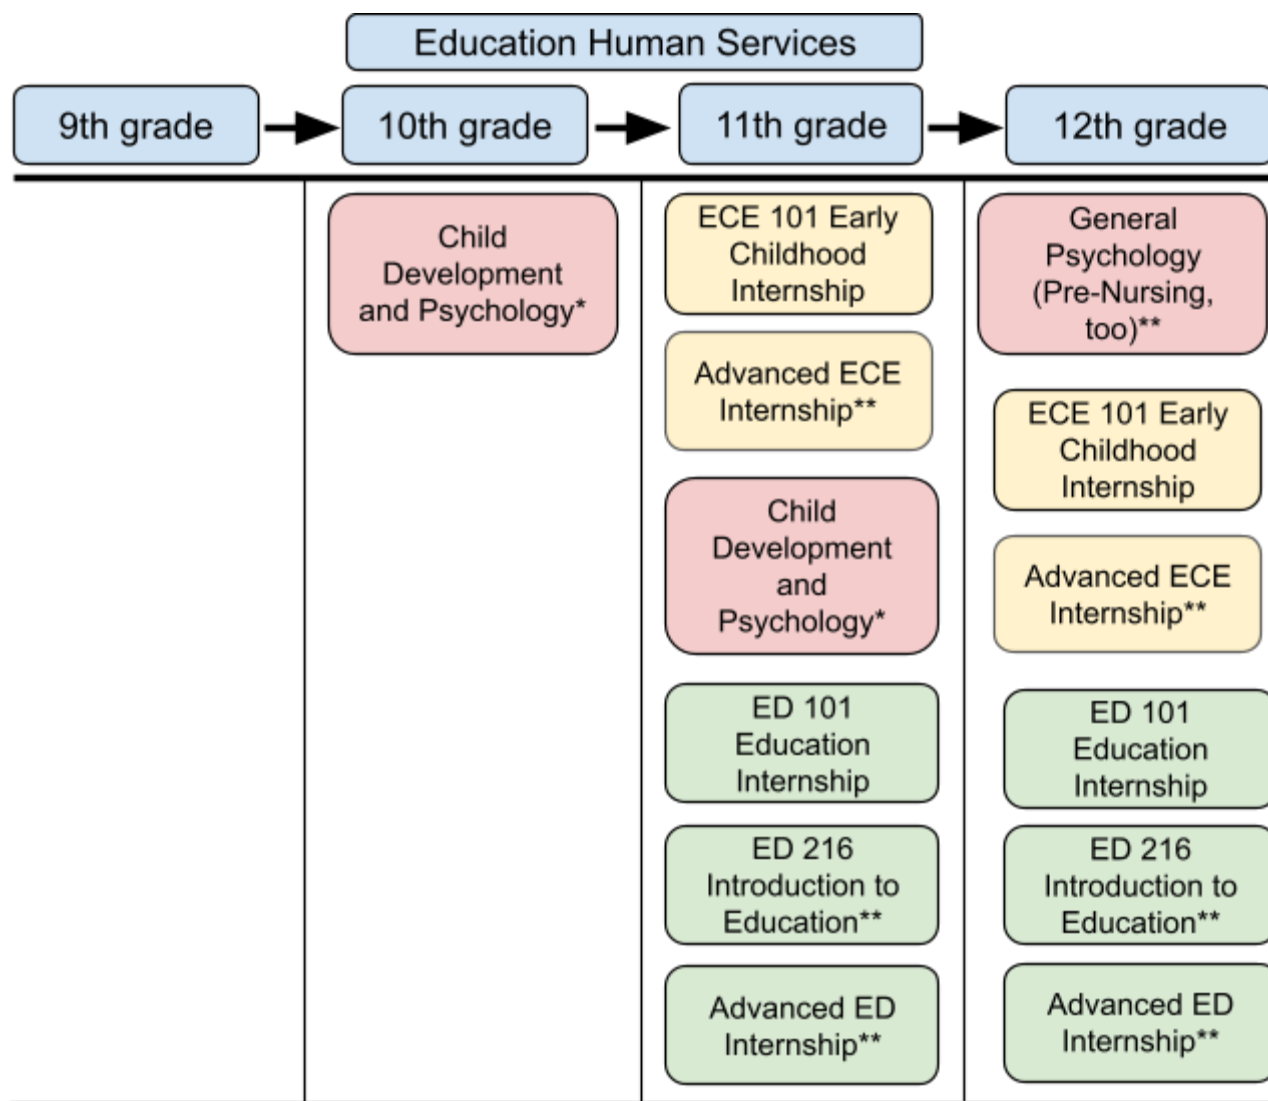 Education Human Services
9th grade
10th grade
11th grade
12th grade
Child
Development
and Psychology*
ECE 101 Early
Childhood
Internship
Advanced ECE
Internship**
Child
Development
and
Psychology*
ED 101
Education
Internship
ED 216
Introduction to
Education**
Advanced ED
Internship**
General
Psychology
(Pre-Nursing,
too)**
ECE 101 Early
Childhood
Internship
Advanced ECE
Internship**
ED 101
Education
Internship
ED 216
Introduction to
Education**
Advanced ED
Internship**